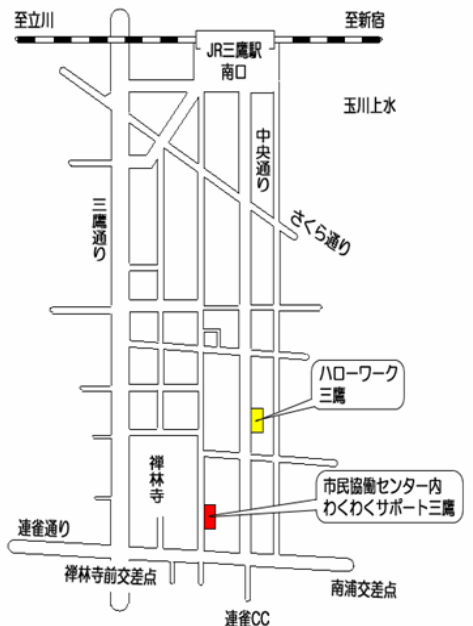 至立川
至新宿
JR三鷹駅
南口
玉川上水
中央通り
三鷹通り
さくら通り
ハローワーク
三鷹
禅林寺
市民協働センター内
わくわくサポート三鷹
連雀通り
禅林寺前交差点
南浦交差点
連雀CC